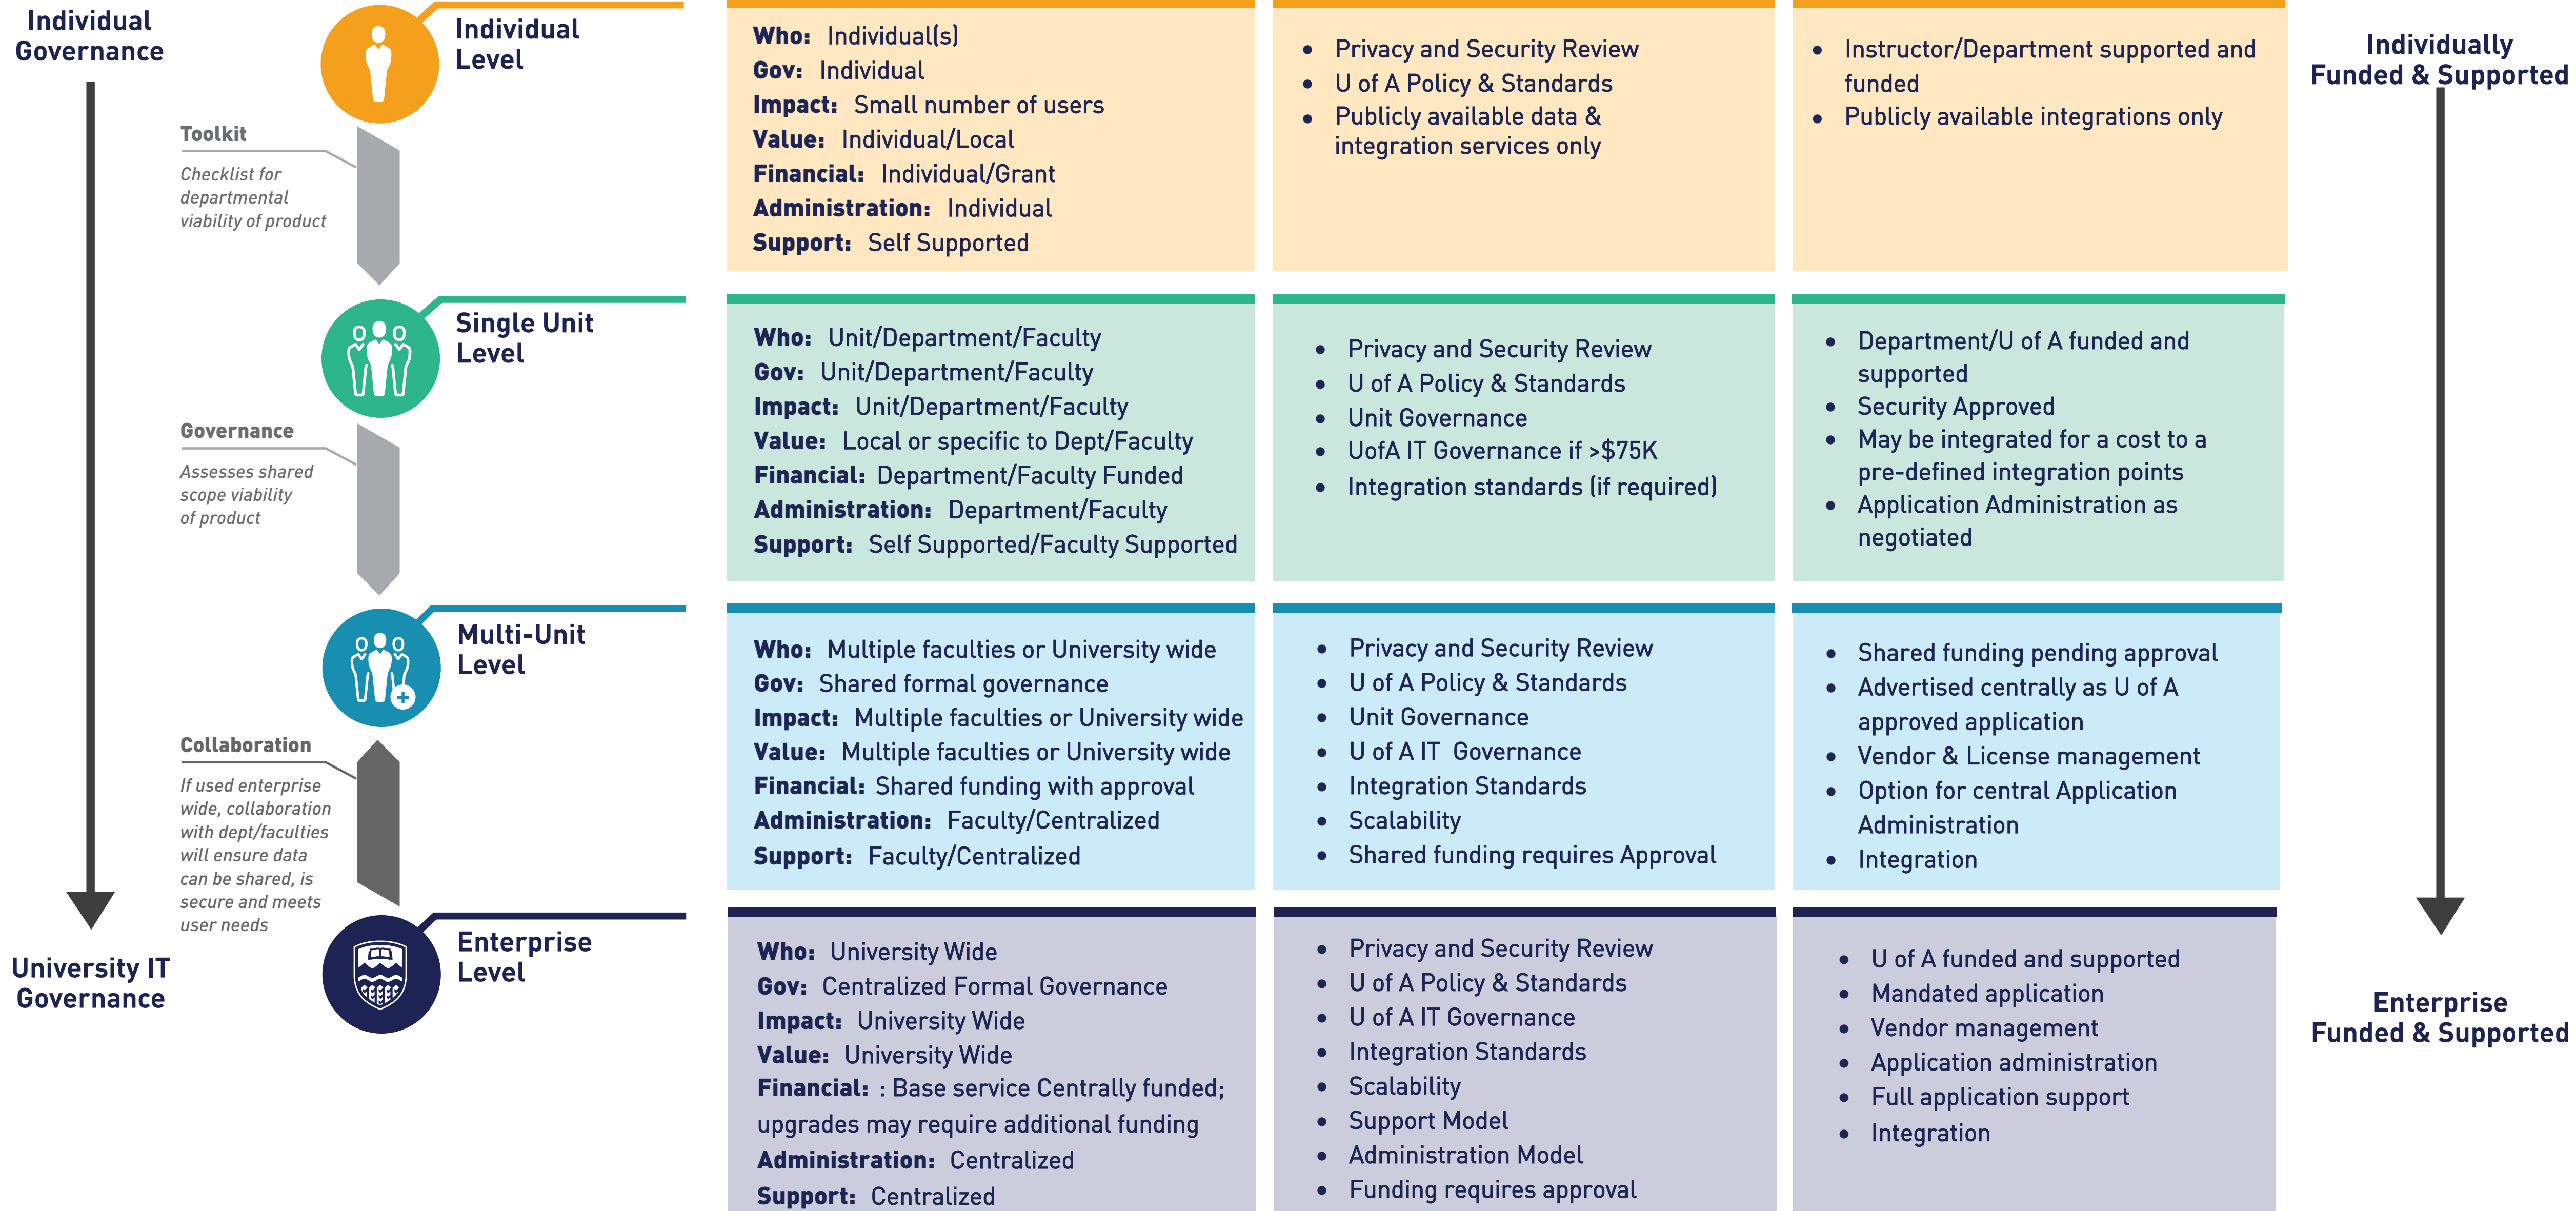 Individual
Governance
Individual
Level
Who: Individual(s)
Gov: Individual
Impact: Small number of users
Value: Individual/Local
Financial: Individual/Grant
Administration: Individual
Support: Self Supported
• Privacy and Security Review
• U of A Policy & Standards
• Publicly available data &
integration services only
• Instructor/Department supported and
funded
• Publicly available integrations only
Individually
Funded & Supported
Toolkit
Checklist for
departmental
viability of product
Single Unit
Level
Who: Unit/Department/Faculty
Gov: Unit/Department/Faculty
Impact: Unit/Department/Faculty
Value: Local or specific to Dept/Faculty
Financial: Department/Faculty Funded
Administration: Department/Faculty
Support: Self Supported/Faculty Supported
• Privacy and Security Review
• U of A Policy & Standards
• Unit Governance
• UofA IT Governance if >$75K
• Integration standards (if required)
• Department/U of A funded and
supported
• Security Approved
• May be integrated for a cost to a
pre-defined integration points
• Application Administration as
negotiated
Governance
Assesses shared
scope viability
of product
Multi-Unit
Level
Who: Multiple faculties or University wide
Gov: Shared formal governance
Impact: Multiple faculties or University wide
Value: Multiple faculties or University wide
Financial: Shared funding with approval
Administration: Faculty/Centralized
Support: Faculty/Centralized
• Privacy and Security Review
• U of A Policy & Standards
• Unit Governance
• U of A IT Governance
• Integration Standards
• Scalability
• Shared funding requires Approval
• Shared funding pending approval
• Advertised centrally as U of A
approved application
• Vendor & License management
• Option for central Application
Administration
• Integration
Collaboration
If used enterprise
wide, collaboration
with dept/faculties
will ensure data
can be shared, is
secure and meets
user needs
University IT
Governance
Enterprise
Level
Who: University Wide
Gov: Centralized Formal Governance
Impact: University Wide
Value: University Wide
Financial: : Base service Centrally funded;
upgrades may require additional funding
Administration: Centralized
Support: Centralized
• Privacy and Security Review
• U of A Policy & Standards
• U of A IT Governance
• Integration Standards
• Scalability
• Support Model
• Administration Model
• Funding requires approval
• U of A funded and supported
• Mandated application
• Vendor management
• Application administration
• Full application support
• Integration
Enterprise
Funded & Supported